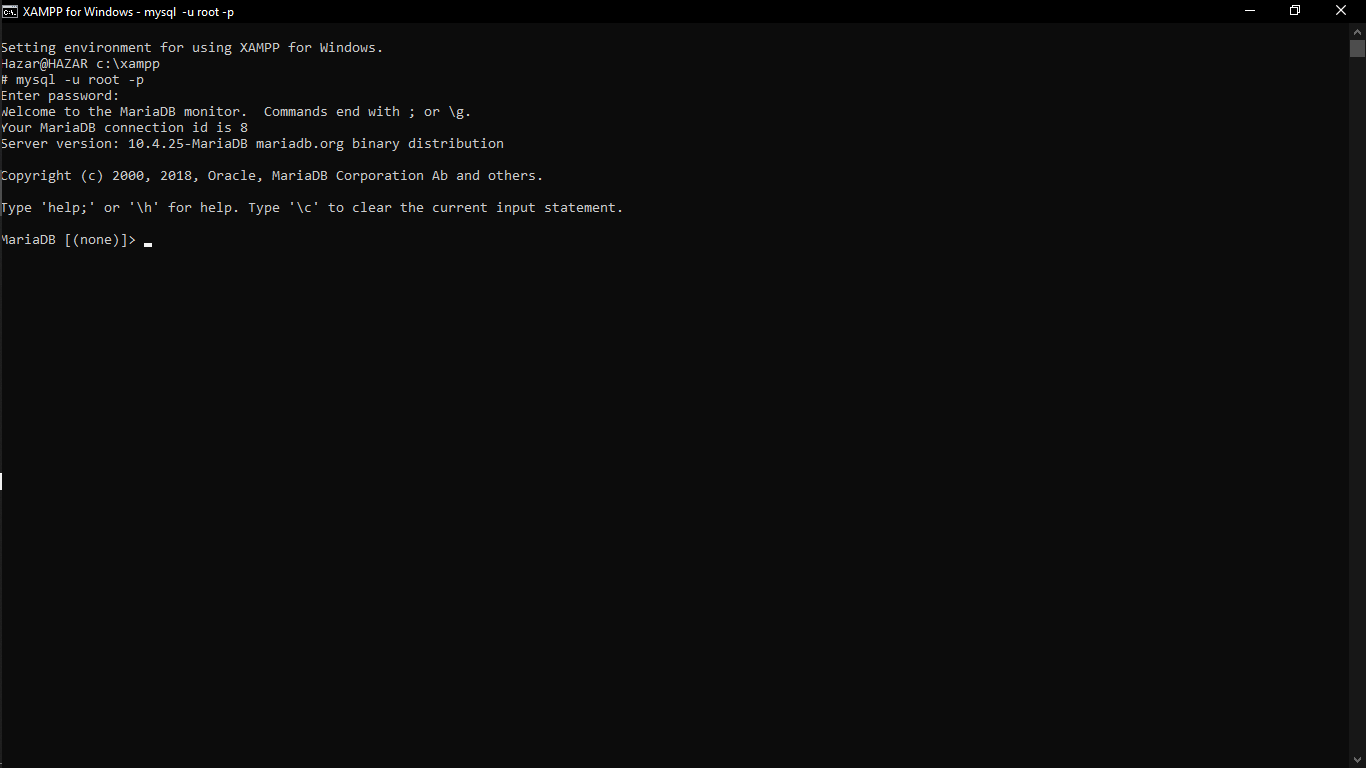 XAMPP for Windows - mysql -u root -p
Setting environment for using XAMPP for Windows.
Hazar@HAZAR c:\xampp
# mysql -u root -p
Enter password:
Welcome to the MariaDB monitor.  Commands end with ; or \g.
Your MariaDB connection id is 8
Server version: 10.4.25-MariaDB mariadb.org binary distribution
Copyright (c) 2000, 2018, Oracle, MariaDB Corporation Ab and others.
Type 'help;' or '\h' for help. Type '\c' to clear the current input statement.
MariaDB [(none)]>